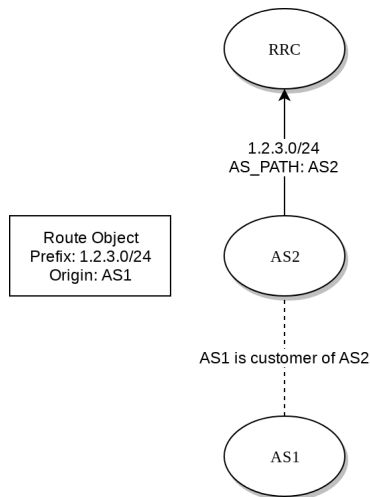 RRC
1.2.3.0/24
AS_PATH: AS2
Route Object
Prefix: 1.2.3.0/24
Origin: AS1
AS2
AS1 is customer of AS2
AS1